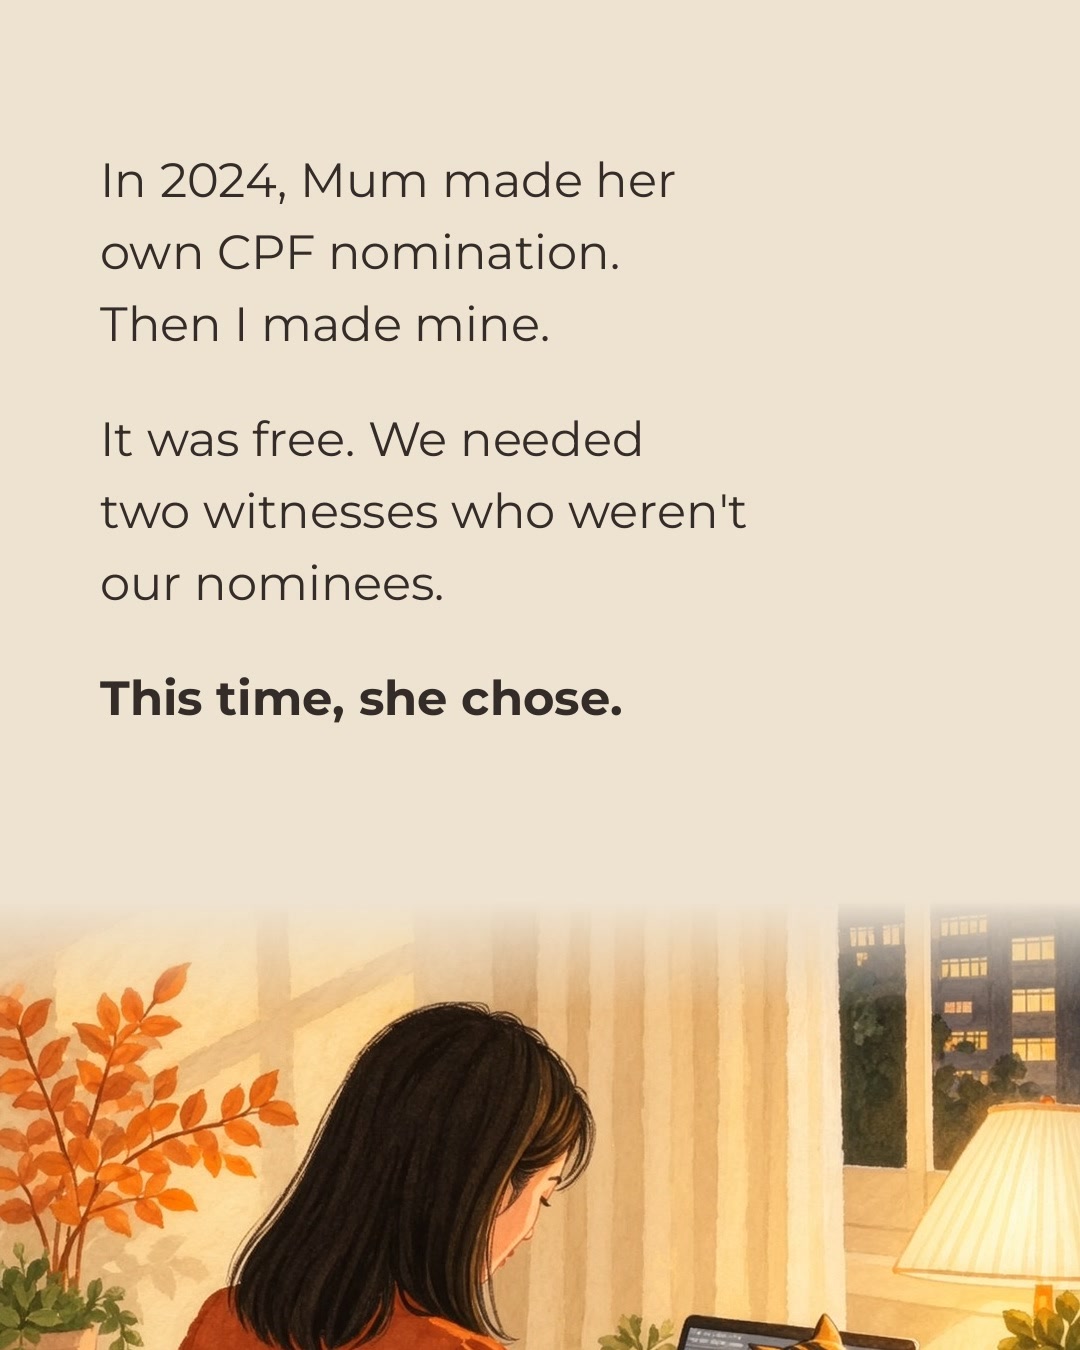 In 2024, Mum made her
own CPF nomination.
Then I made mine.
It was free. We needed
two witnesses who weren't
our nominees.
This time, she chose.